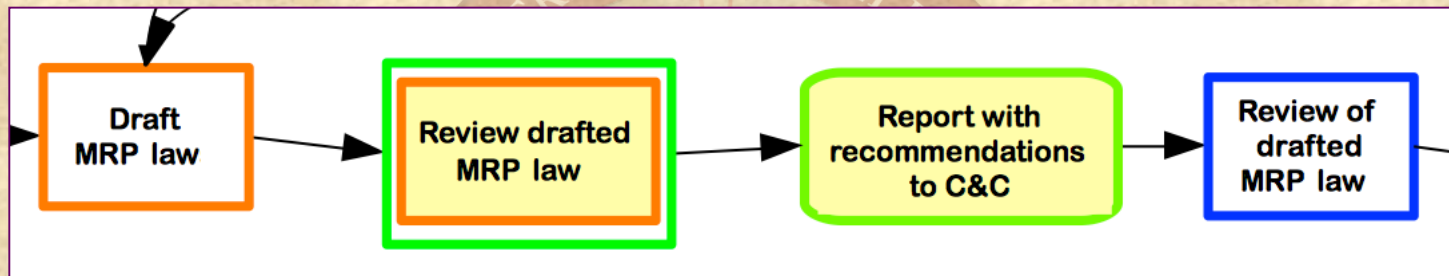 Draft
MRP law
Review drafted
MRP law
Report with
recommendations
to C&C
Review of
drafted
MRP law